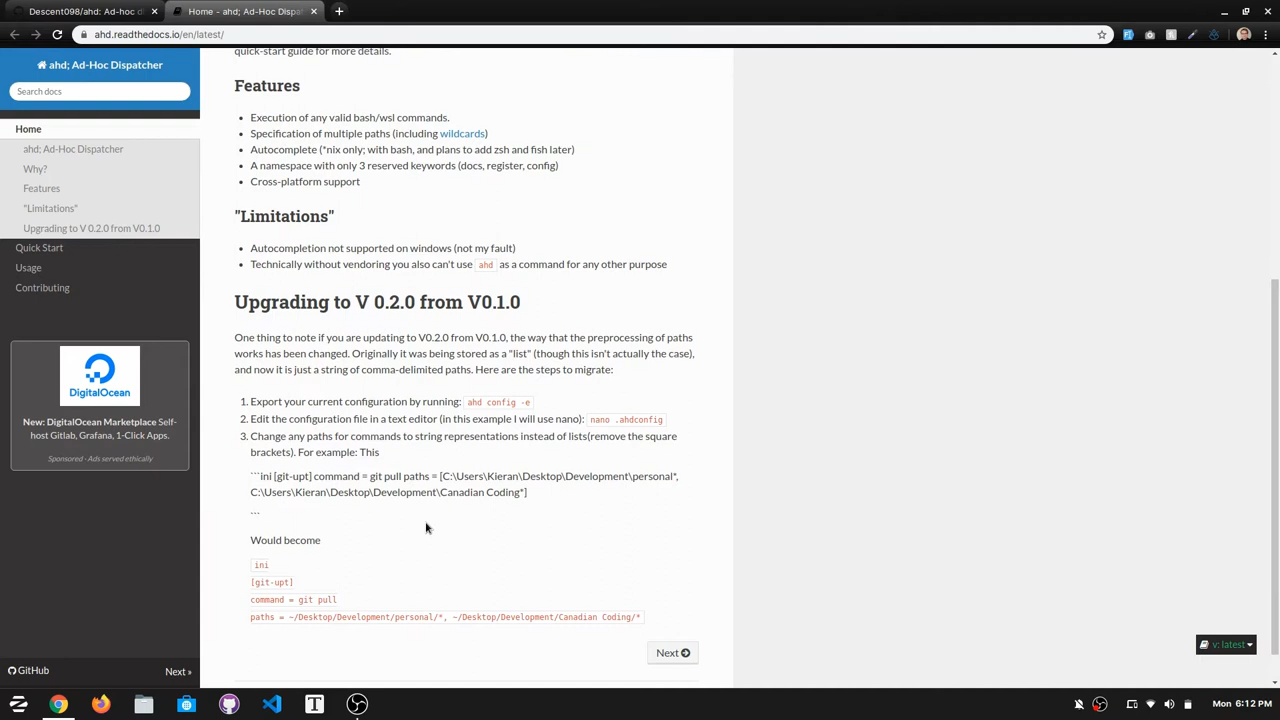 Descent098/ahd: Ad-hoc d
Home - ahd; Ad-Hoc Dispatc
ahd.readthedocs.io/en/latest/
ahd; Ad-Hoc Dispatcher
Search docs
Home
ahd; Ad-Hoc Dispatcher
Why?
Features
"Limitations"
Upgrading to V 0.2.0 from V0.1.0
Quick Start
Usage
Contributing
DigitalOcean
New: DigitalOcean Marketplace Self-
host Gitlab, Grafana, 1-Click Apps.
Sponsored · Ads served ethically
GitHub
Next »
quick-start guide for more details.
Features
Execution of any valid bash/wsl commands.
Specification of multiple paths (including wildcards)
Autocomplete (*nix only; with bash, and plans to add zsh and fish later)
A namespace with only 3 reserved keywords (docs, register, config)
Cross-platform support
"Limitations"
Autocompletion not supported on windows (not my fault)
Technically without vendoring you also can't use ahd as a command for any other purpose
Upgrading to V 0.2.0 from V0.1.0
One thing to note if you are updating to V0.2.0 from V0.1.0, the way that the preprocessing of paths
works has been changed. Originally it was being stored as a "list" (though this isn't actually the case),
and now it is just a string of comma-delimited paths. Here are the steps to migrate:
1. Export your current configuration by running: ahd config -e
2. Edit the configuration file in a text editor (in this example I will use nano): nano .ahdconfig
3. Change any paths for commands to string representations instead of lists(remove the square
brackets). For example: This
```ini [git-upt] command = git pull paths = [C:\Users\Kieran\Desktop\Development\personal*,
C:\Users\Kieran\Desktop\Development\Canadian Coding*]
```
Would become
ini
[git-upt]
command = git pull
paths = ~/Desktop/Development/personal/*, ~/Desktop/Development/Canadian Coding/*
Next
v: latest
T
Mon 6:12 PM